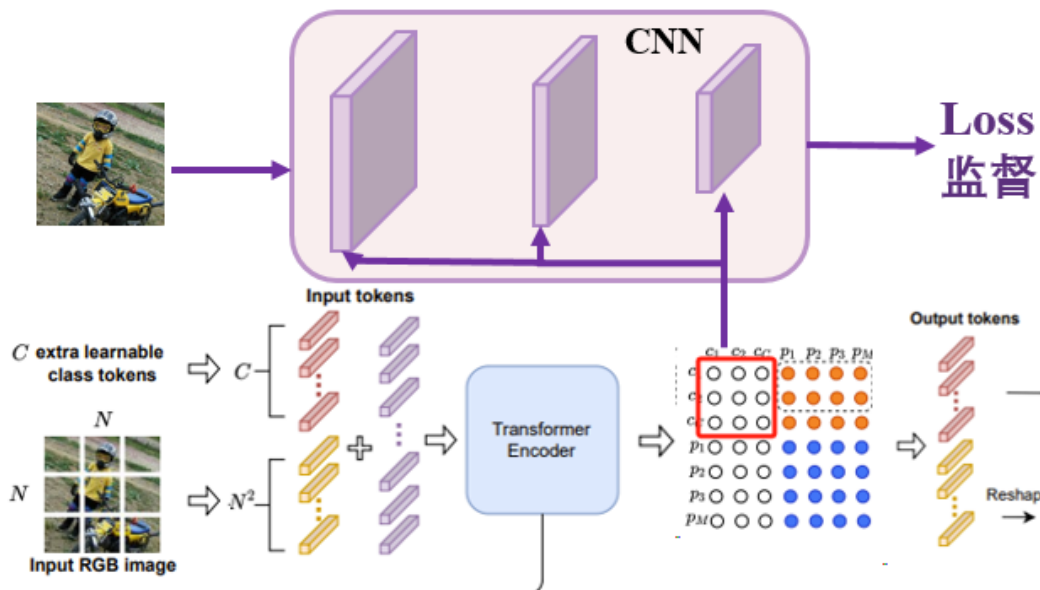 CNN
Loss
监督
Input tokens
C extra learnable
class tokens
C
N
N
N²
Input RGB image
Transformer
Encoder
c₁ c₂ c_C p₁ p₂ p₃ p_M
p₁
p₂
p₃
p_M
Output tokens
Reshap